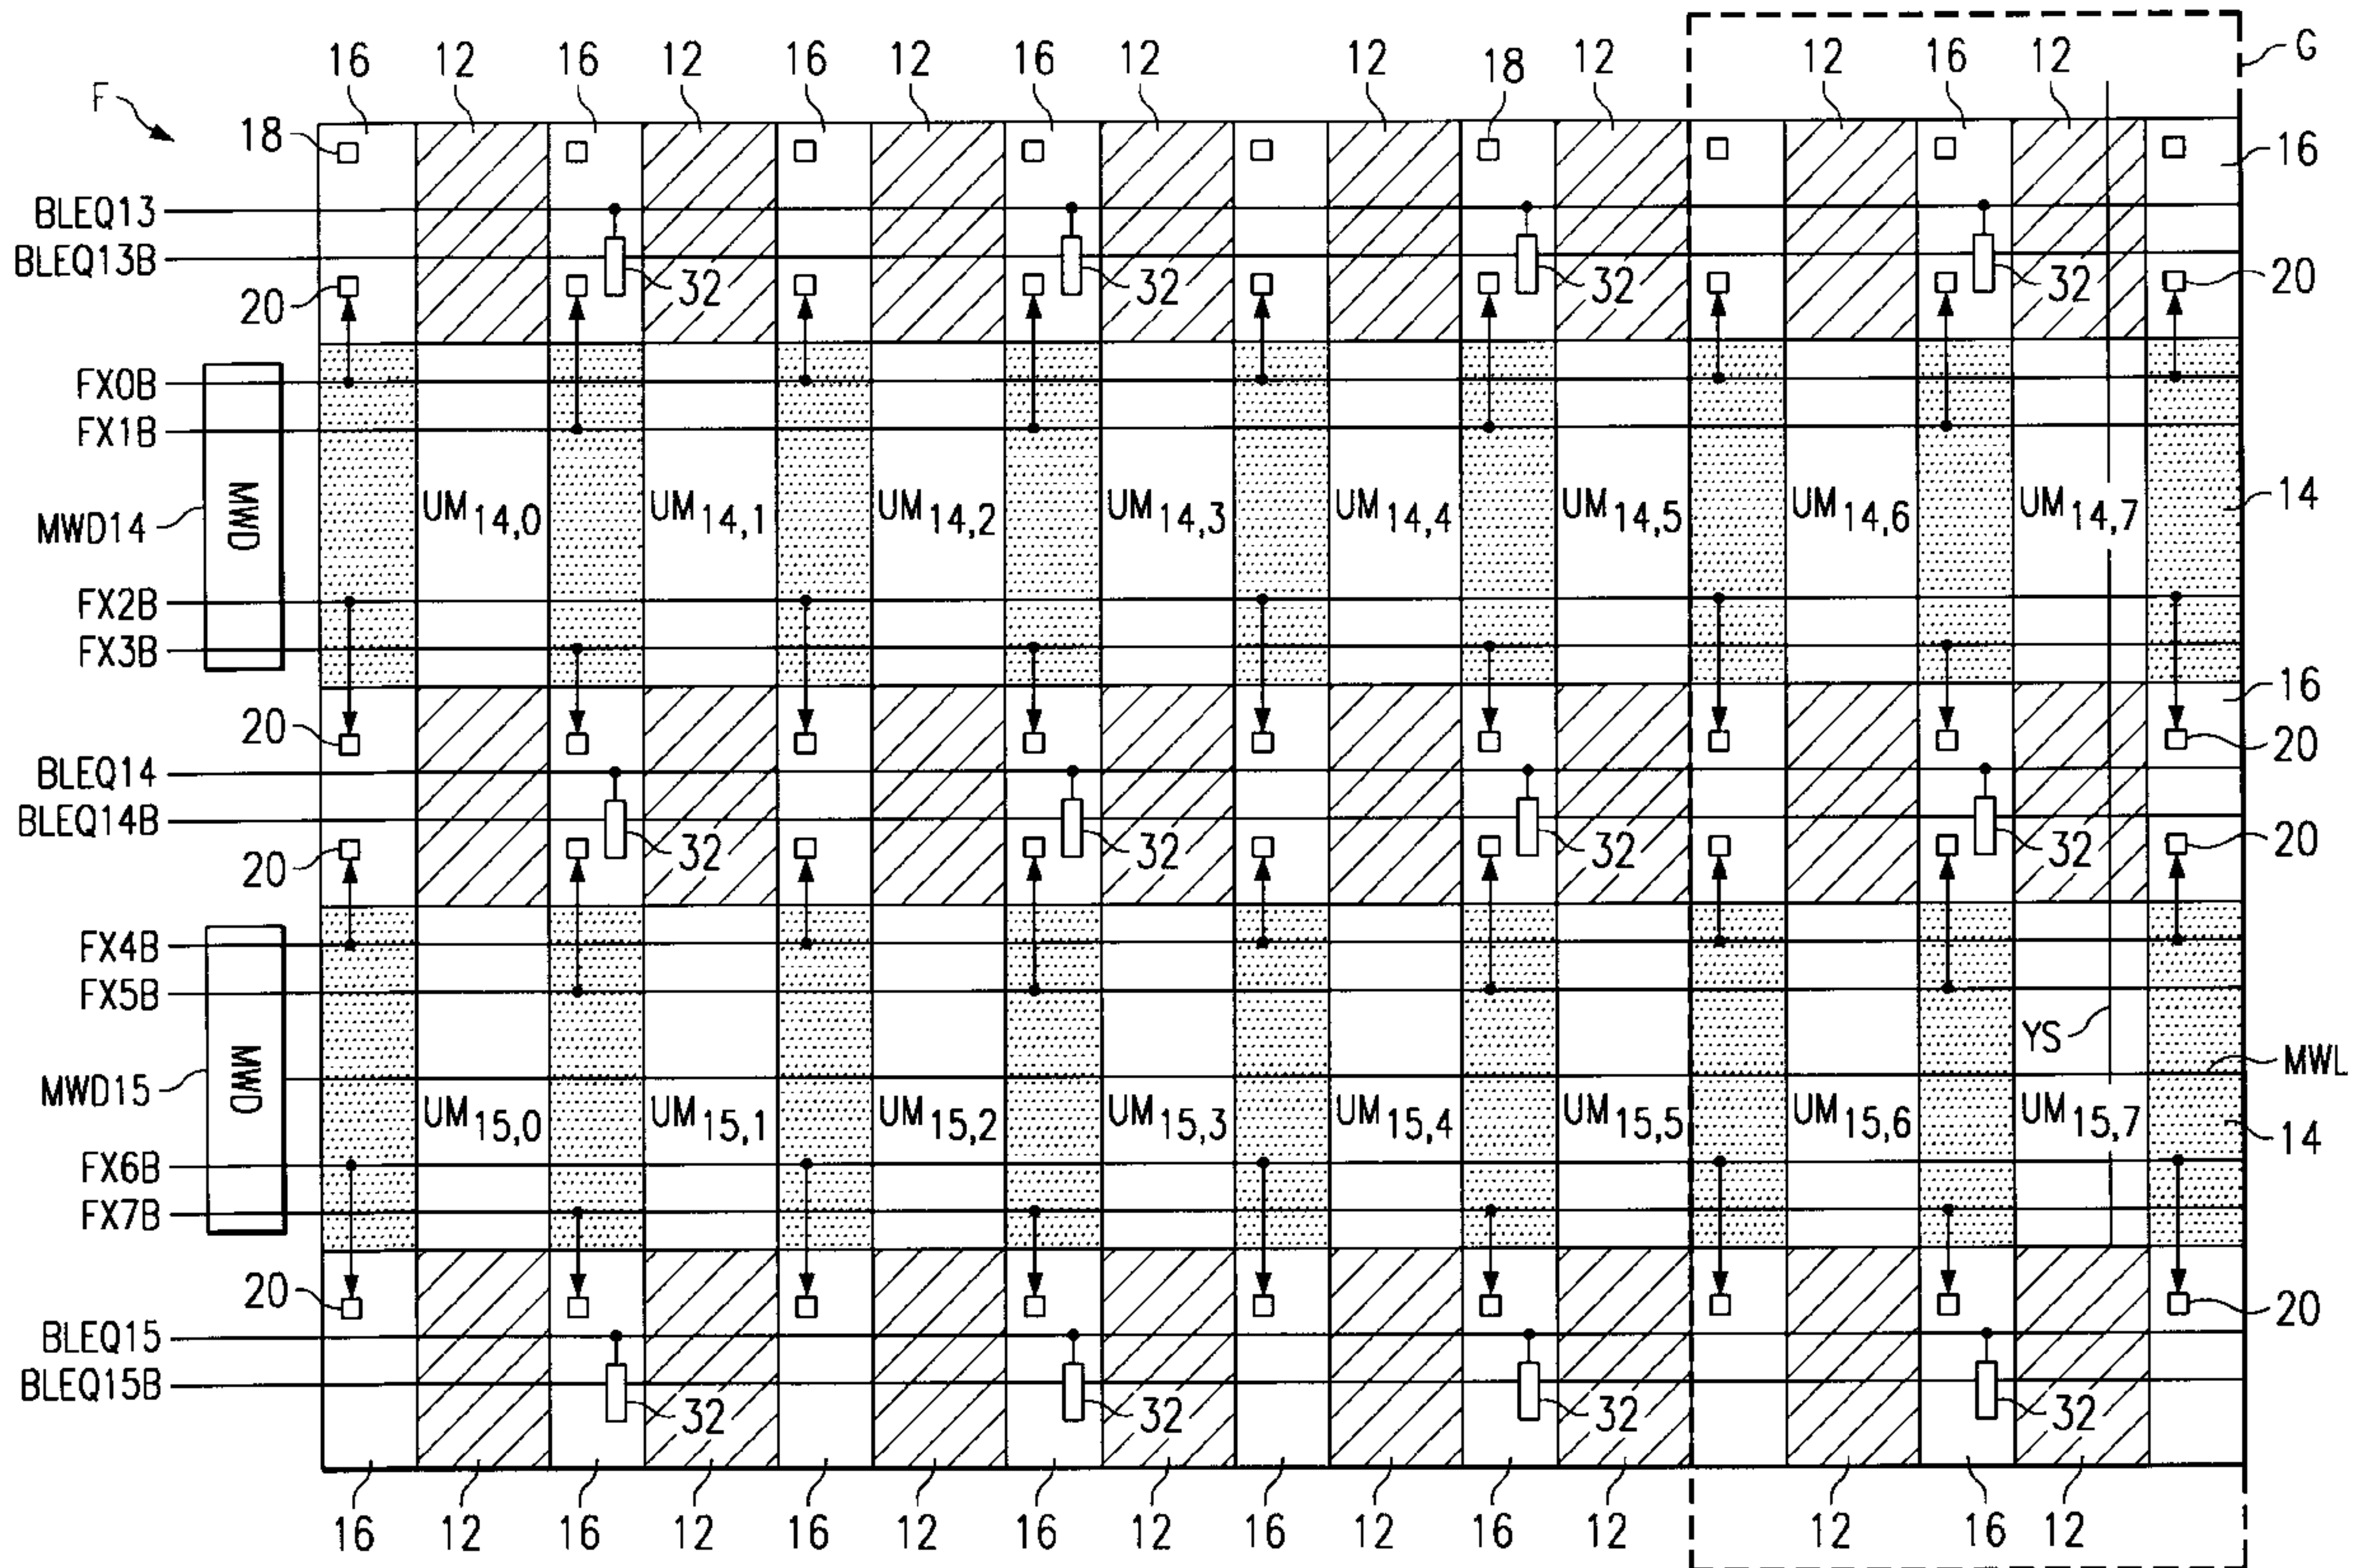 F
16 12 16 12 16 12 16 12 12 18 12 12 16 12 G
18
16
BLEQ13
BLEQ13B
32 32 32 32
20 20
FX0B
FX1B
MWD14 MWD UM14,0 UM14,1 UM14,2 UM14,3 UM14,4 UM14,5 UM14,6 UM14,7 14
FX2B
FX3B
16
20 20
BLEQ14
BLEQ14B
32 32 32 32
20 20
FX4B
FX5B
YS
MWL
MWD15 MWD UM15,0 UM15,1 UM15,2 UM15,3 UM15,4 UM15,5 UM15,6 UM15,7
14
FX6B
FX7B
20 20
BLEQ15
BLEQ15B
32 32 32 32
16 12 16 12 16 12 16 12 16 12 16 12 12 16 12